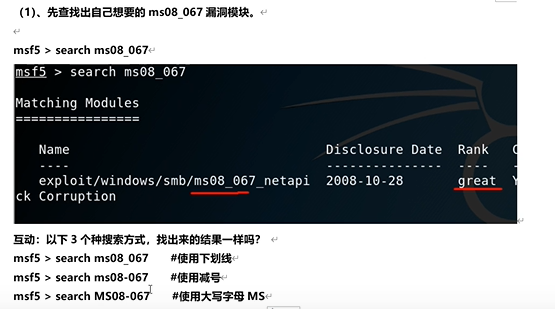 （1）、先查找出自己想要的 ms08_067 漏洞模块。
msf5 > search ms08_067
msf5 > search ms08_067
Matching Modules
================
Name Disclosure Date Rank C
---- --------------- ---- -
exploit/windows/smb/ms08_067_netapi 2008-10-28 great Y
ck Corruption
互动：以下 3 个种搜索方式，找出来的结果一样吗？
msf5 > search ms08_067 #使用下划线
msf5 > search ms08-067 #使用减号
msf5 > search MS08-067 #使用大写字母 MS